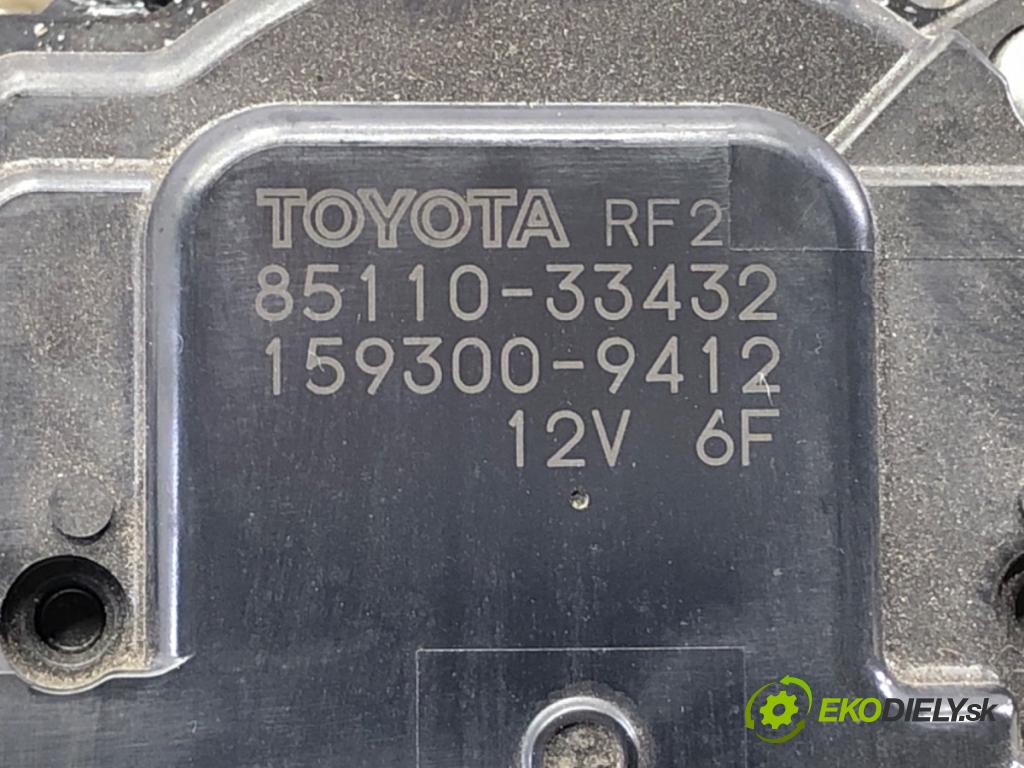 TOYOTA RF2
85110-33432
159300-9412
12V 6F
EKODIELY.sk